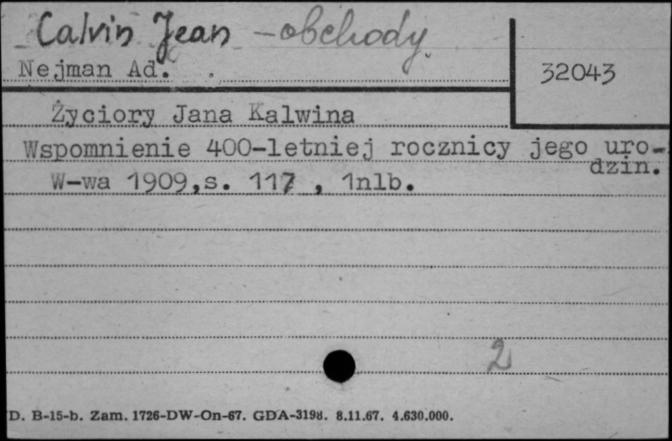 Calvin Jean - obchody
Nejman Ad.
32043
Życiory Jana Kalwina
Wspomnienie 400-letniej rocznicy jego uro-
dzin.
W-wa 1909,s. 117 , 1nlb.
2
D. B-15-b. Zam. 1726-DW-On-67. GDA-3198. 8.11.67. 4.630.000.